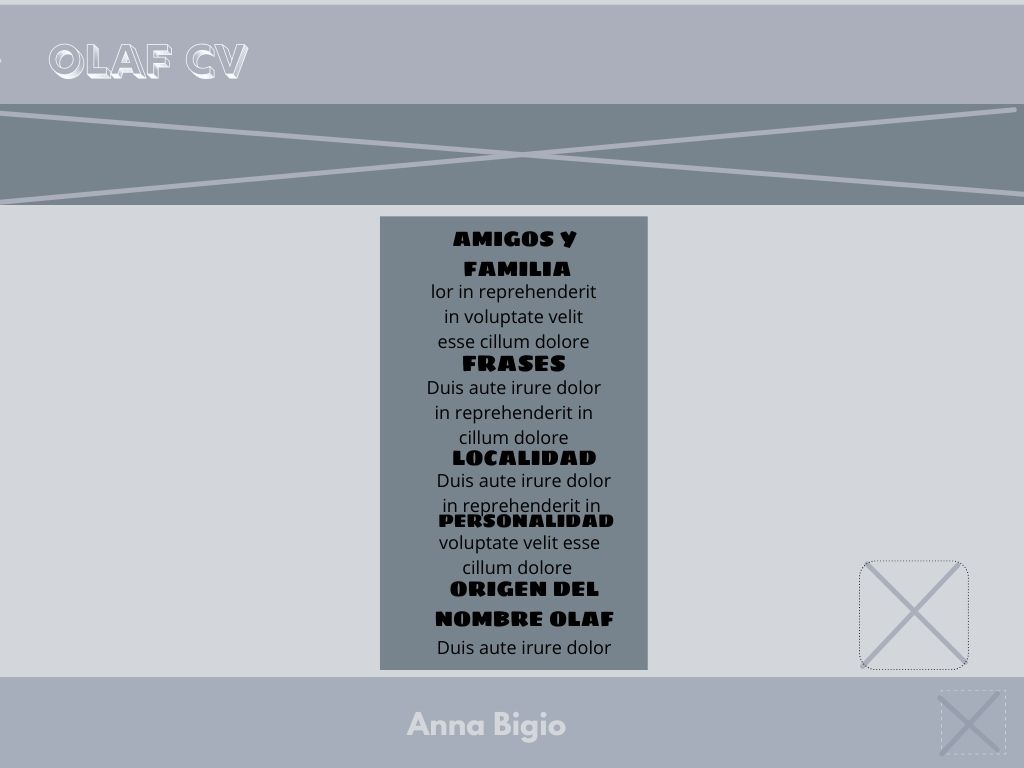 OLAF CV
AMIGOS Y
FAMILIA
lor in reprehenderit
in voluptate velit
esse cillum dolore
FRASES
Duis aute irure dolor
in reprehenderit in
cillum dolore
LOCALIDAD
Duis aute irure dolor
in reprehenderit in
PERSONALIDAD
voluptate velit esse
cillum dolore
ORIGEN DEL
NOMBRE OLAF
Duis aute irure dolor
Anna Bigio